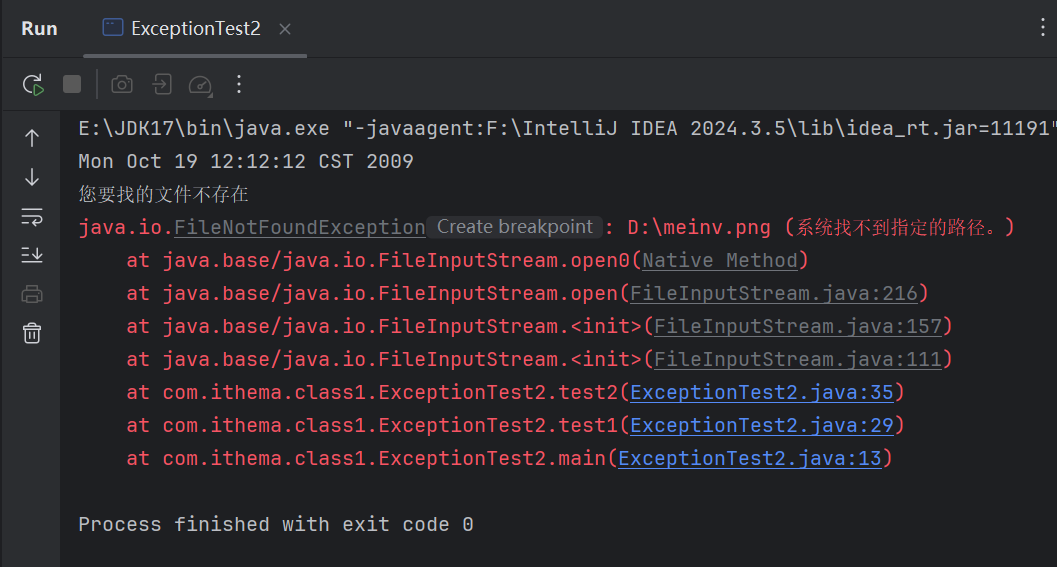 Run ExceptionTest2
E:\JDK17\bin\java.exe "-javaagent:F:\IntelliJ IDEA 2024.3.5\lib\idea_rt.jar=11191"
Mon Oct 19 12:12:12 CST 2009
您要找的文件不存在
java.io.FileNotFoundException Create breakpoint : D:\meinv.png (系统找不到指定的路径。)
at java.base/java.io.FileInputStream.open0(Native Method)
at java.base/java.io.FileInputStream.open(FileInputStream.java:216)
at java.base/java.io.FileInputStream.<init>(FileInputStream.java:157)
at java.base/java.io.FileInputStream.<init>(FileInputStream.java:111)
at com.ithema.class1.ExceptionTest2.test2(ExceptionTest2.java:35)
at com.ithema.class1.ExceptionTest2.test1(ExceptionTest2.java:29)
at com.ithema.class1.ExceptionTest2.main(ExceptionTest2.java:13)
Process finished with exit code 0